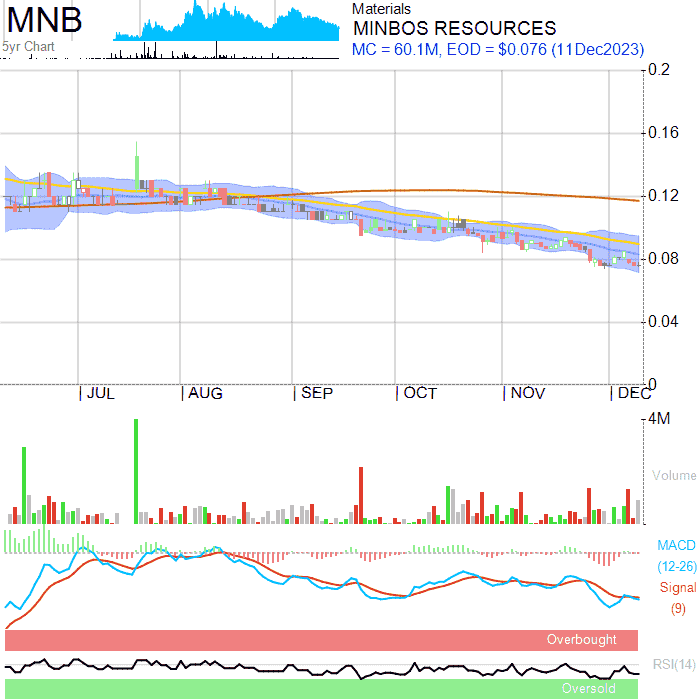 MNB
5yr Chart
Materials
MINBOS RESOURCES
MC = 60.1M, EOD = $0.076 (11Dec2023)
0.2
0.16
0.12
0.08
0.04
0
JUL AUG SEP OCT NOV DEC
4M
Volume
MACD
(12-26)
Signal
(9)
Overbought
RSI(14)
Oversold